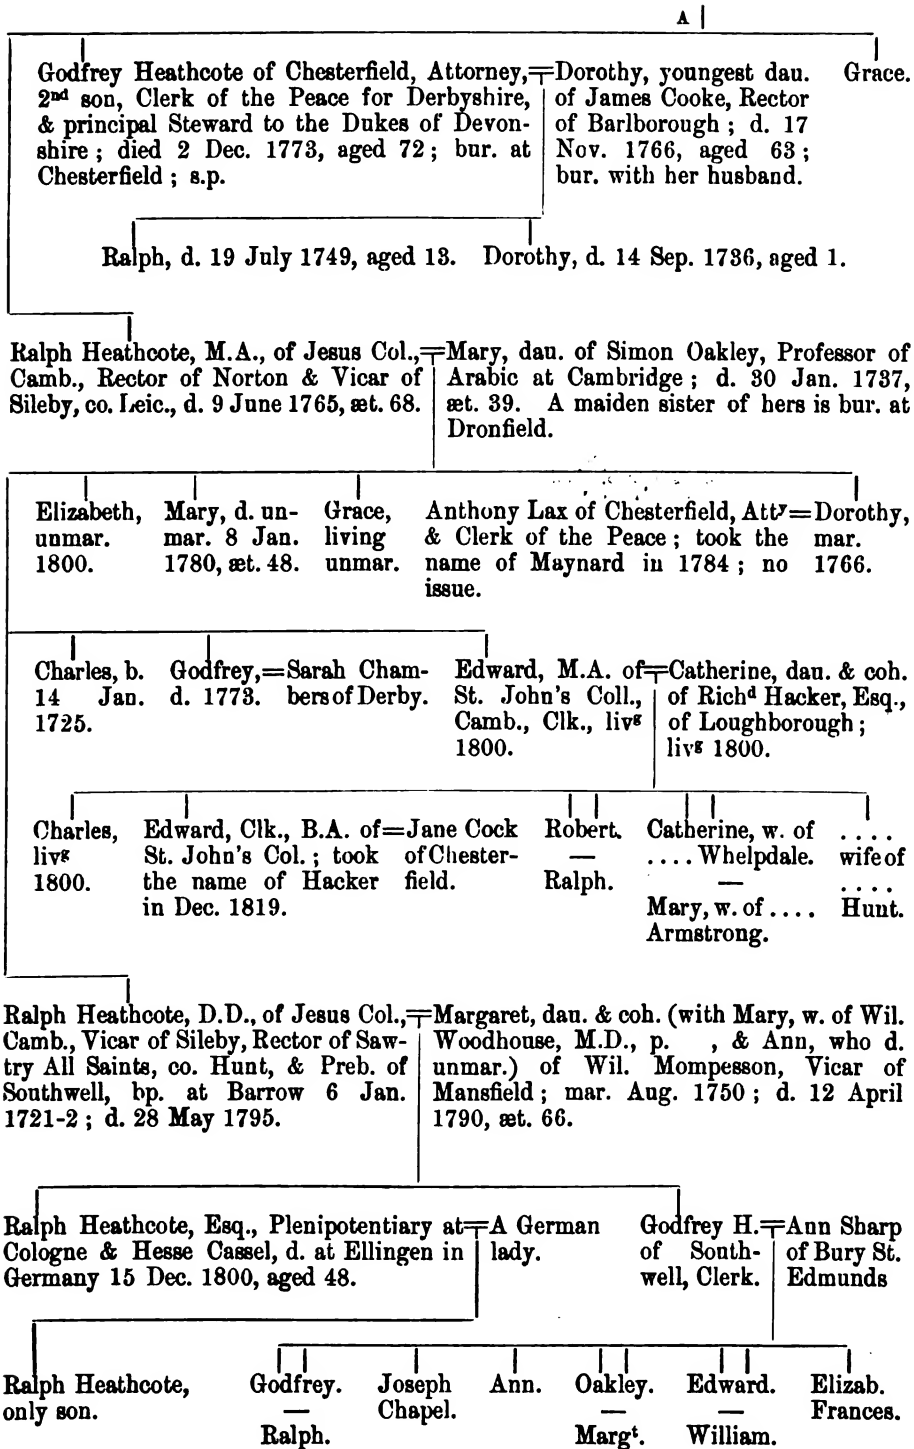 A
Godfrey Heathcote of Chesterfield, Attorney,=Dorothy, youngest dau. Grace.
2nd son, Clerk of the Peace for Derbyshire, of James Cooke, Rector
& principal Steward to the Dukes of Devon- of Barlborough ; d. 17
shire ; died 2 Dec. 1773, aged 72 ; bur. at Nov. 1766, aged 63 ;
Chesterfield ; s.p. bur. with her husband.
Ralph, d. 19 July 1749, aged 13. Dorothy, d. 14 Sep. 1736, aged 1.
Ralph Heathcote, M.A., of Jesus Col.,=Mary, dau. of Simon Oakley, Professor of
Camb., Rector of Norton & Vicar of Arabic at Cambridge ; d. 30 Jan. 1737,
Sileby, co. Leic., d. 9 June 1765, æt. 68. æt. 39. A maiden sister of hers is bur. at
Dronfield.
Elizabeth, Mary, d. un- Grace, Anthony Lax of Chesterfield, Atty=Dorothy,
unmar. mar. 8 Jan. living & Clerk of the Peace ; took the mar.
1800. 1780, æt. 48. unmar. name of Maynard in 1784 ; no 1766.
issue.
Charles, b. Godfrey,=Sarah Cham- Edward, M.A. of=Catherine, dau. & coh.
14 Jan. d. 1773. bers of Derby. St. John's Coll., of Richd Hacker, Esq.,
1725. Camb., Clk., livg of Loughborough ;
1800. livg 1800.
Charles, Edward, Clk., B.A. of=Jane Cock Robert. Catherine, w. of ....
livg St. John's Col. ; took of Chester- — .... Whelpdale. wife of
1800. the name of Hacker field. Ralph. — ....
in Dec. 1819. Mary, w. of .... Hunt.
Armstrong.
Ralph Heathcote, D.D., of Jesus Col.,=Margaret, dau. & coh. (with Mary, w. of Wil.
Camb., Vicar of Sileby, Rector of Saw- Woodhouse, M.D., p. , & Ann, who d.
try All Saints, co. Hunt, & Preb. of unmar.) of Wil. Mompesson, Vicar of
Southwell, bp. at Barrow 6 Jan. Mansfield ; mar. Aug. 1750 ; d. 12 April
1721-2 ; d. 28 May 1795. 1790, æt. 66.
Ralph Heathcote, Esq., Plenipotentiary at=A German Godfrey H.=Ann Sharp
Cologne & Hesse Cassel, d. at Ellingen in lady. of South- of Bury St.
Germany 15 Dec. 1800, aged 48. well, Clerk. Edmunds
Ralph Heathcote, Godfrey. Joseph Ann. Oakley. Edward. Elizab.
only son. — Chapel. — — Frances.
Ralph. Margt. William.